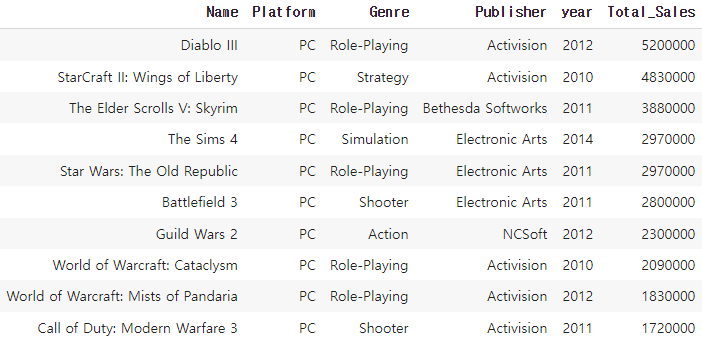 Name Platform Genre Publisher year Total_Sales
Diablo III PC Role-Playing Activision 2012 5200000
StarCraft II: Wings of Liberty PC Strategy Activision 2010 4830000
The Elder Scrolls V: Skyrim PC Role-Playing Bethesda Softworks 2011 3880000
The Sims 4 PC Simulation Electronic Arts 2014 2970000
Star Wars: The Old Republic PC Role-Playing Electronic Arts 2011 2970000
Battlefield 3 PC Shooter Electronic Arts 2011 2800000
Guild Wars 2 PC Action NCSoft 2012 2300000
World of Warcraft: Cataclysm PC Role-Playing Activision 2010 2090000
World of Warcraft: Mists of Pandaria PC Role-Playing Activision 2012 1830000
Call of Duty: Modern Warfare 3 PC Shooter Activision 2011 1720000